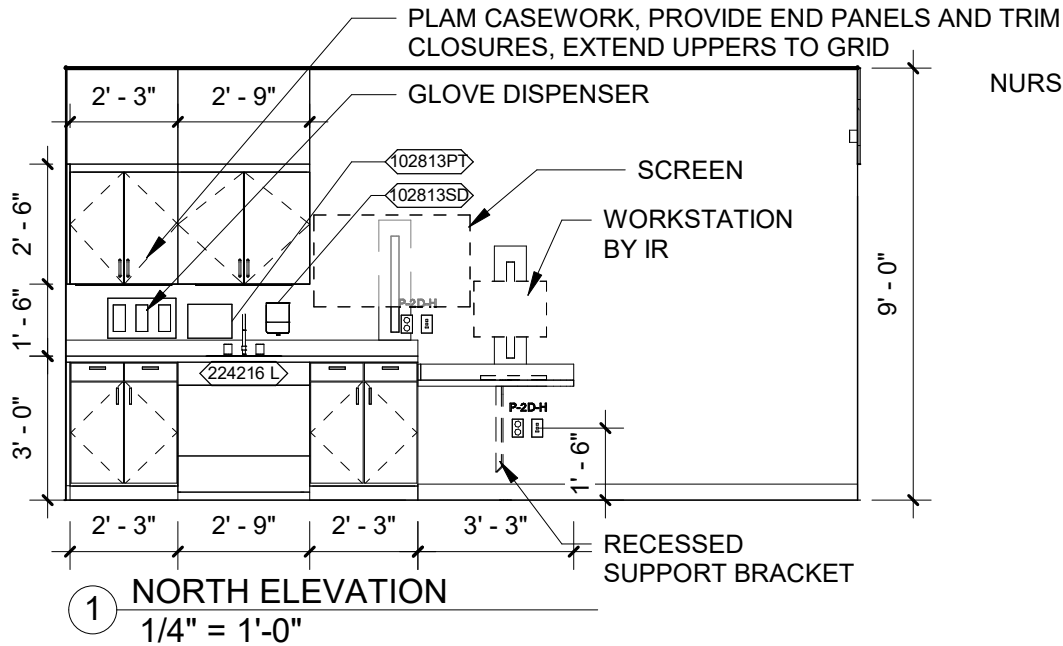 PLAM CASEWORK, PROVIDE END PANELS AND TRIM
CLOSURES, EXTEND UPPERS TO GRID
NURS
2' - 3"
2' - 9"
GLOVE DISPENSER
102813PT
102813SD
SCREEN
WORKSTATION
BY IR
2' - 6"
1' - 6"
3' - 0"
9' - 0"
P-2D-H
224216 L
P-2D-H
1' - 6"
2' - 3"
2' - 9"
2' - 3"
3' - 3"
RECESSED
SUPPORT BRACKET
1
NORTH ELEVATION
1/4" = 1'-0"